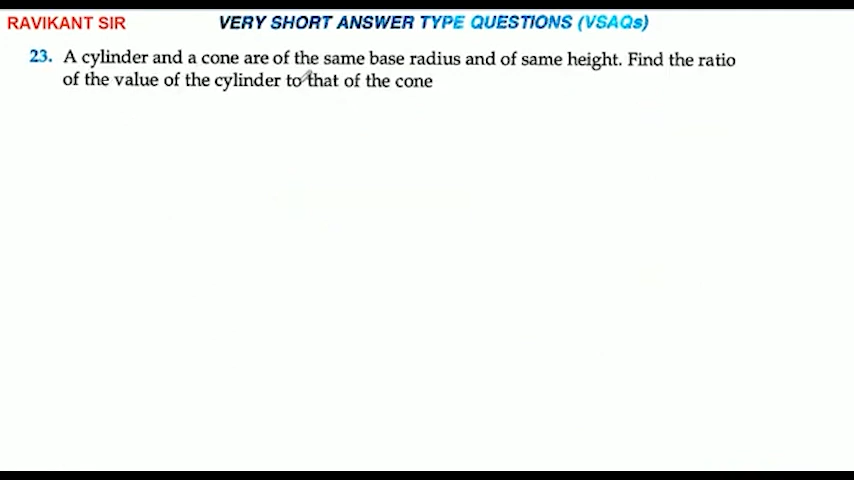 RAVIKANT SIR
VERY SHORT ANSWER TYPE QUESTIONS (VSAQs)
23. A cylinder and a cone are of the same base radius and of same height. Find the ratio
of the value of the cylinder to that of the cone